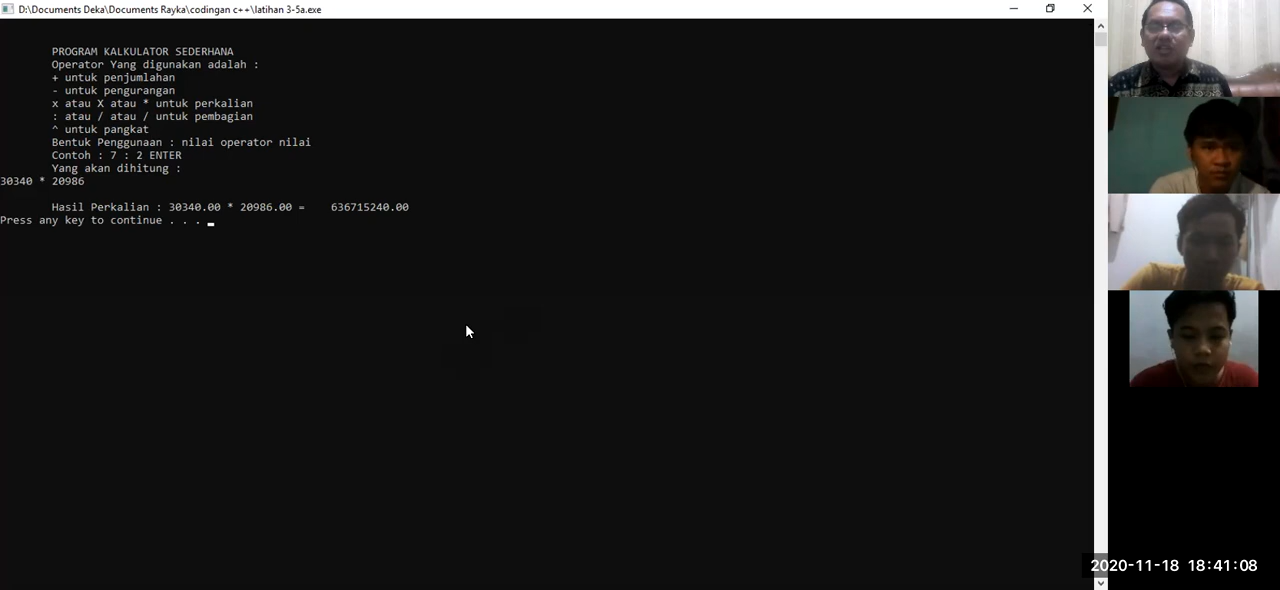 D:\Documents Deka\Documents Rayka\codingan c++\latihan 3-5a.exe
PROGRAM KALKULATOR SEDERHANA
Operator Yang digunakan adalah :
+ untuk penjumlahan
- untuk pengurangan
x atau X atau * untuk perkalian
: atau / atau / untuk pembagian
^ untuk pangkat
Bentuk Penggunaan : nilai operator nilai
Contoh : 7 : 2 ENTER
Yang akan dihitung :
30340 * 20986
Hasil Perkalian : 30340.00 * 20986.00 = 636715240.00
Press any key to continue . . .
2020-11-18 18:41:08